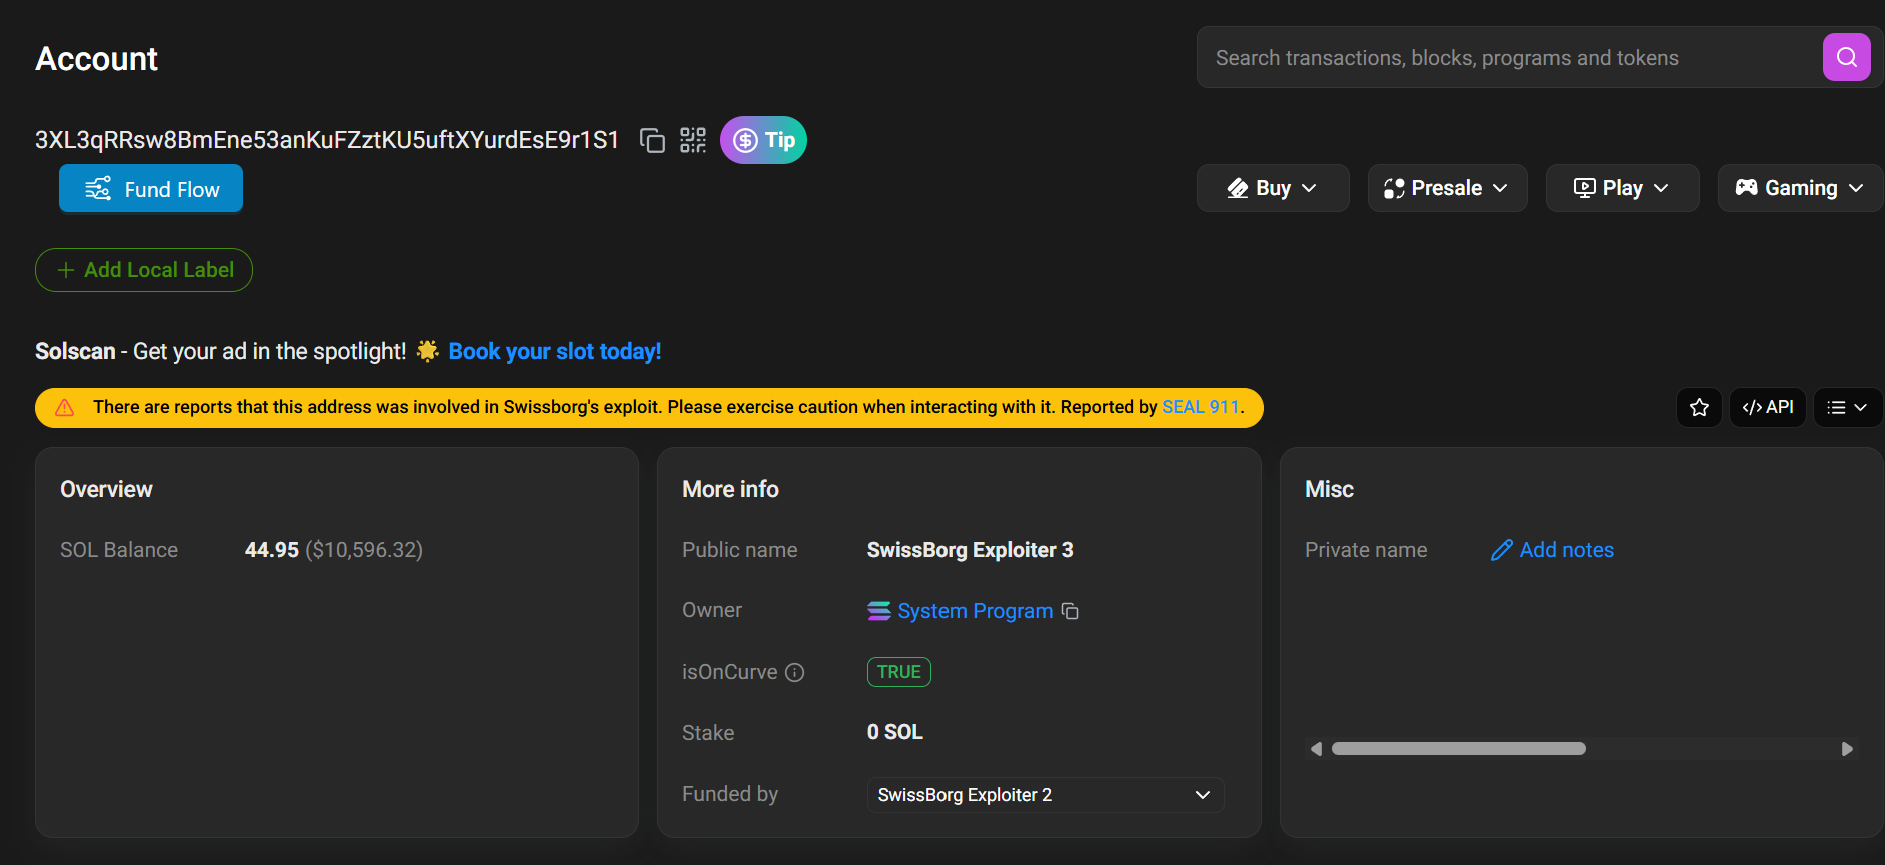 Account
Search transactions, blocks, programs and tokens
3XL3qRRsw8BmEne53anKuFZztKU5uftXYurdEsE9r1S1
Tip
Fund Flow
Buy
Presale
Play
Gaming
+ Add Local Label
Solscan - Get your ad in the spotlight! 🌟 Book your slot today!
There are reports that this address was involved in Swissborg's exploit. Please exercise caution when interacting with it. Reported by SEAL 911.
</> API
Overview
SOL Balance 44.95 ($10,596.32)
More info
Public name SwissBorg Exploiter 3
Owner System Program
isOnCurve TRUE
Stake 0 SOL
Funded by SwissBorg Exploiter 2
Misc
Private name Add notes